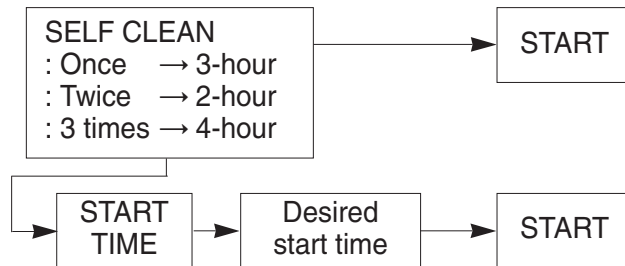 SELF CLEAN
: Once → 3-hour
: Twice → 2-hour
: 3 times → 4-hour
START
START
TIME
Desired
start time
START